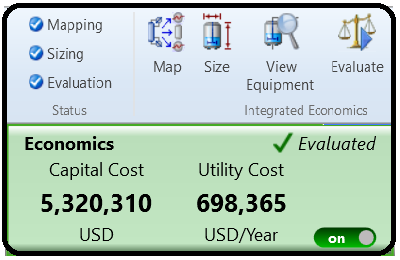 Mapping
Sizing
Evaluation
Status
Map Size View Equipment Evaluate
Integrated Economics
Economics Evaluated
Capital Cost Utility Cost
5,320,310 698,365
USD USD/Year on